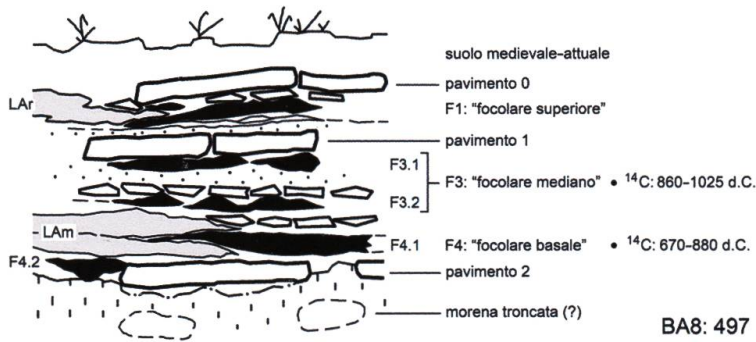 suolo medievale-attuale
pavimento 0
LAr
F1: "focolare superiore"
pavimento 1
F3.1
F3: "focolare mediano" • ¹⁴C: 860-1025 d.C.
F3.2
LAm
F4.1 F4: "focolare basale" • ¹⁴C: 670-880 d.C.
F4.2
pavimento 2
morena troncata (?)
BA8: 497